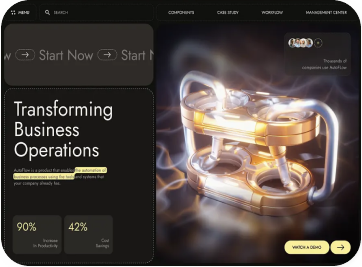 MENU
SEARCH
COMPONENTS
CASE STUDY
WORKFLOW
MANAGEMENT CENTER
w → Start Now → Start N
Thousands of
companies use AutoFlow
Transforming
Business
Operations
AutoFlow is a product that enables the automation of
business processes using the tools and systems that
your company already has.
90%
Increase
In Productivity
42%
Cost
Savings
WATCH A DEMO →